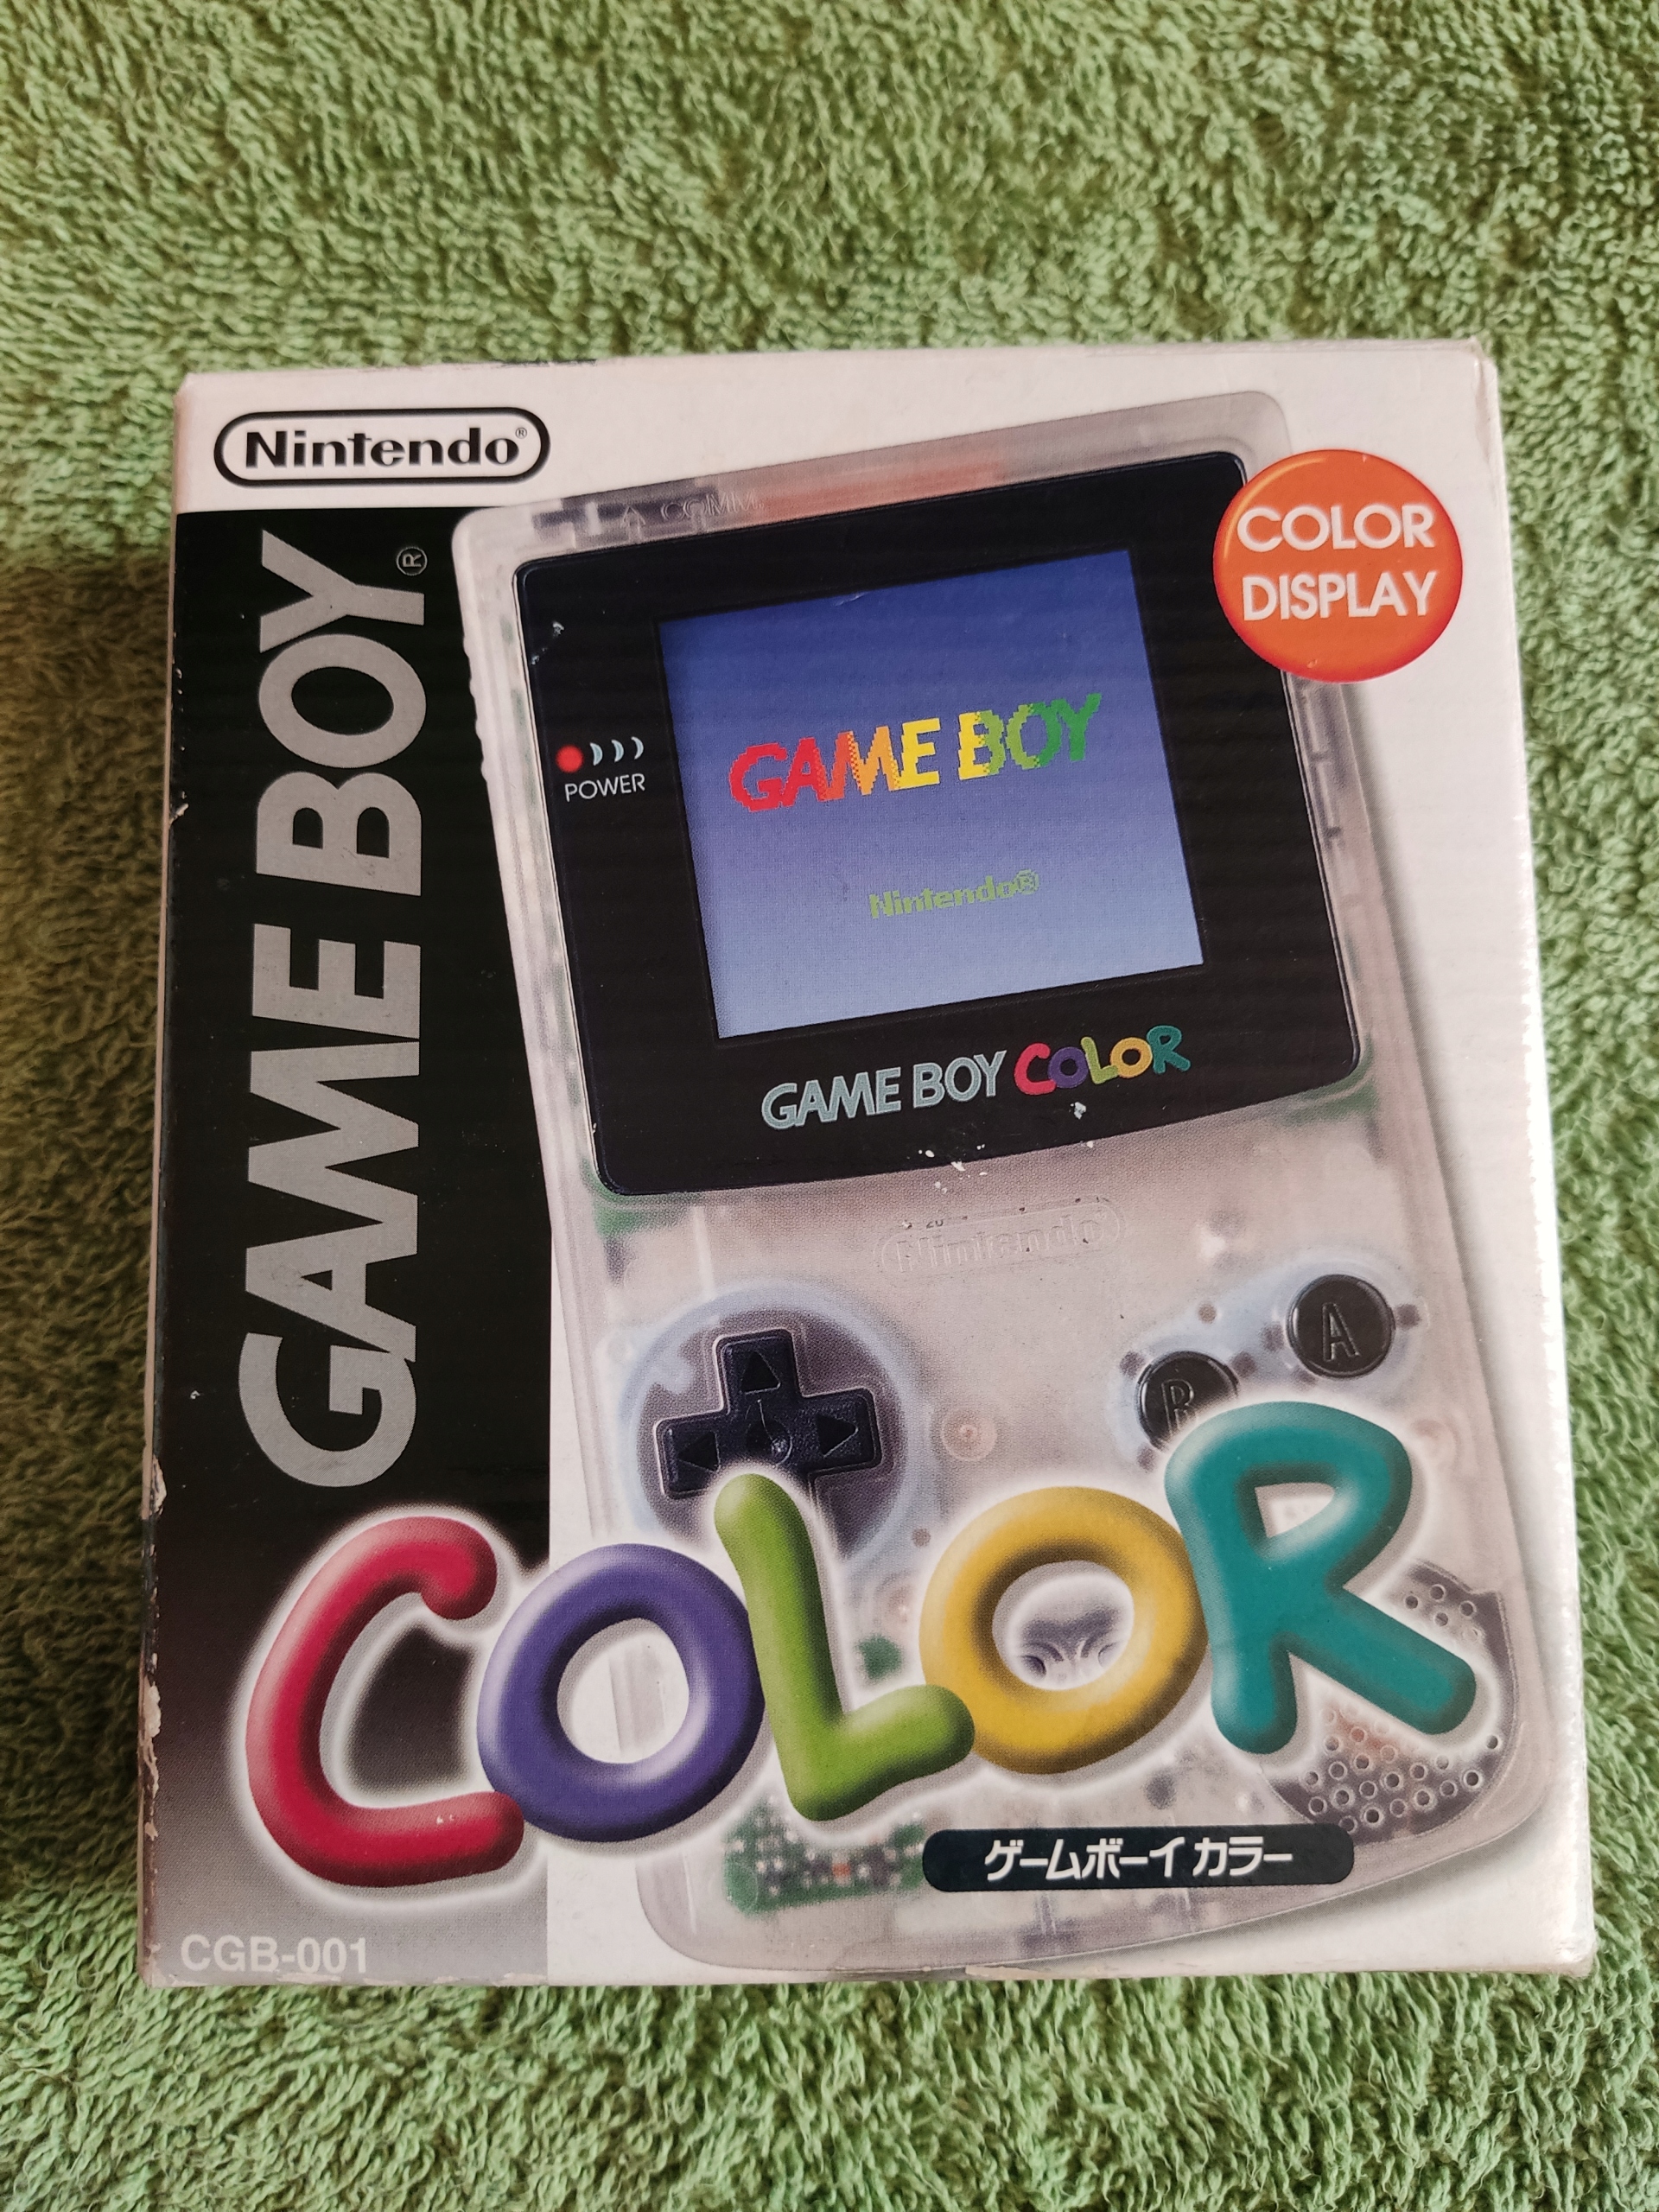 Nintendo®
GAME BOY®
COMM.
COLOR
DISPLAY
POWER
GAME BOY
Nintendo®
GAME BOY COLOR
Nintendo
A
B
COLOR
ゲームボーイ カラー
CGB-001